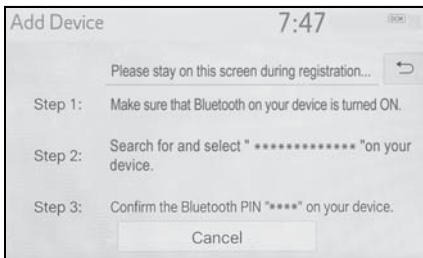 Add Device 7:47 DCM
Please stay on this screen during registration...
Step 1: Make sure that Bluetooth on your device is turned ON.
Step 2: Search for and select " ************* "on your
device.
Step 3: Confirm the Bluetooth PIN "****" on your device.
Cancel